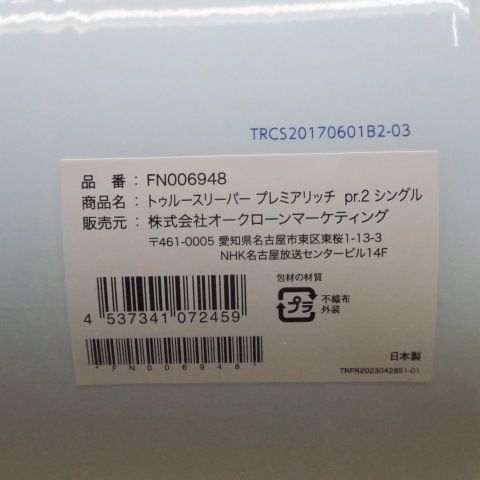 TRCS20170601B2-03
品　番：FN006948
商品名：トゥルースリーパー プレミアリッチ pr.2 シングル
販売元：株式会社オークローンマーケティング
〒461-0005 愛知県名古屋市東区東桜1-13-3
NHK名古屋放送センタービル14F
包材の材質
プラ
不織布
外装
4 537341 072459
*FN006948*
日本製
TRPR20230428S1-01